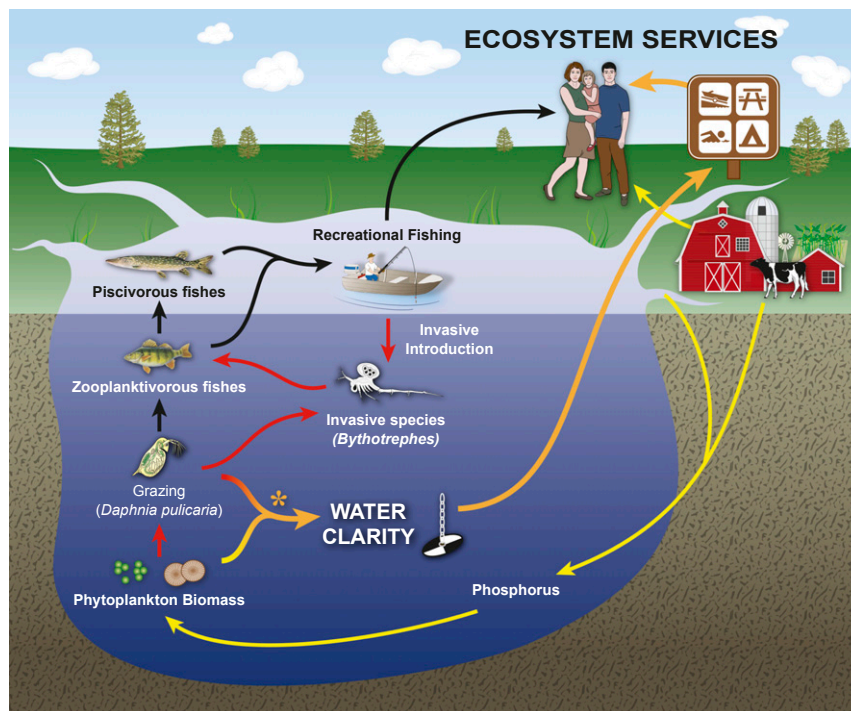 ECOSYSTEM SERVICES
Recreational Fishing
Piscivorous fishes
Invasive
Introduction
Zooplanktivorous fishes
Invasive species
(Bythotrephes)
Grazing
(Daphnia pulicaria)
*
WATER
CLARITY
Phosphorus
Phytoplankton Biomass